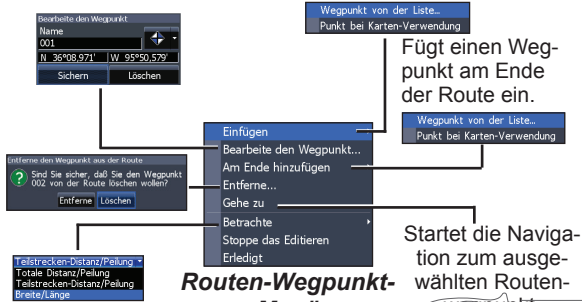 Bearbeite den Wegpunkt
Name
001
N 36°08,971' W 95°50,579'
Sichern Löschen
Wegpunkt von der Liste...
Punkt bei Karten-Verwendung
Fügt einen Weg-
punkt am Ende
der Route ein.
Wegpunkt von der Liste...
Punkt bei Karten-Verwendung
Einfügen
Bearbeite den Wegpunkt...
Am Ende hinzufügen
Entferne...
Gehe zu
Betrachte
Stoppe das Editieren
Erledigt
Entferne den Wegpunkt aus der Route
Sind Sie sicher, daß Sie den Wegpunkt
002 von der Route löschen wollen?
Entferne Löschen
Teilstrecken-Distanz/Peilung
Totale Distanz/Peilung
Teilstrecken-Distanz/Peilung
Breite/Länge
Routen-Wegpunkt-
Startet die Naviga-
tion zum ausge-
wählten Routen-